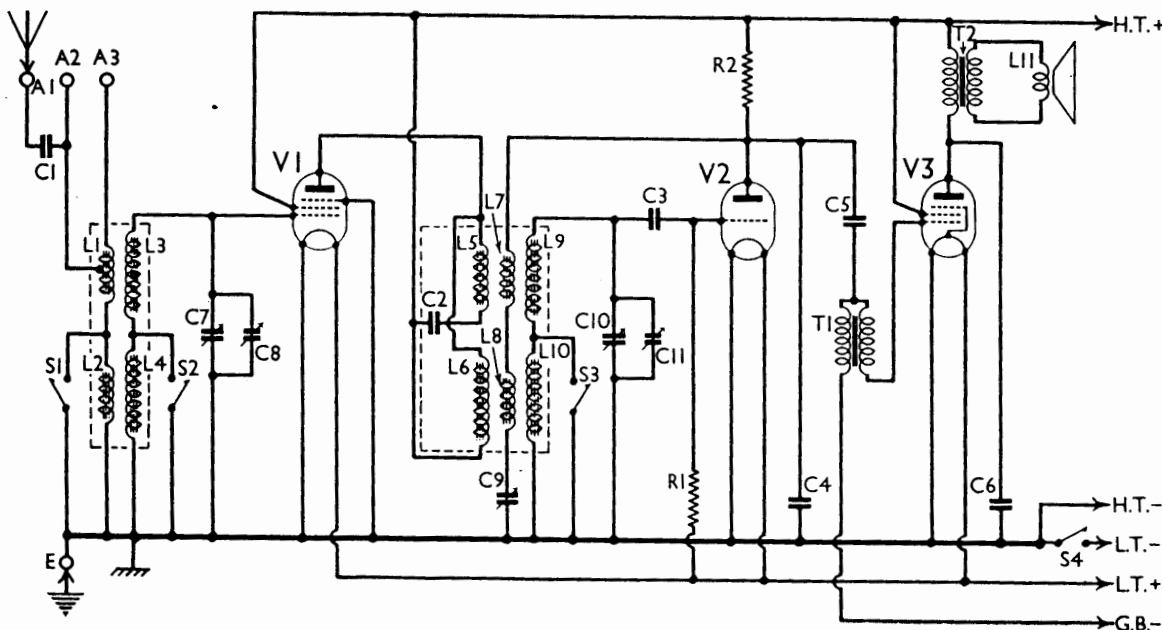 H.T.+
T2
L11
R2
A2 A3
A1
C1
V1
V2
V3
L7
C3
C5
L1
L3
L5
L9
C7
C2
C10
T1
C8
L8
C11
S1
L2
L4
S2
L6
L10
S3
C9
R1
C4
C6
H.T.-
L.T.-
S4
E
L.T.+
G.B.-